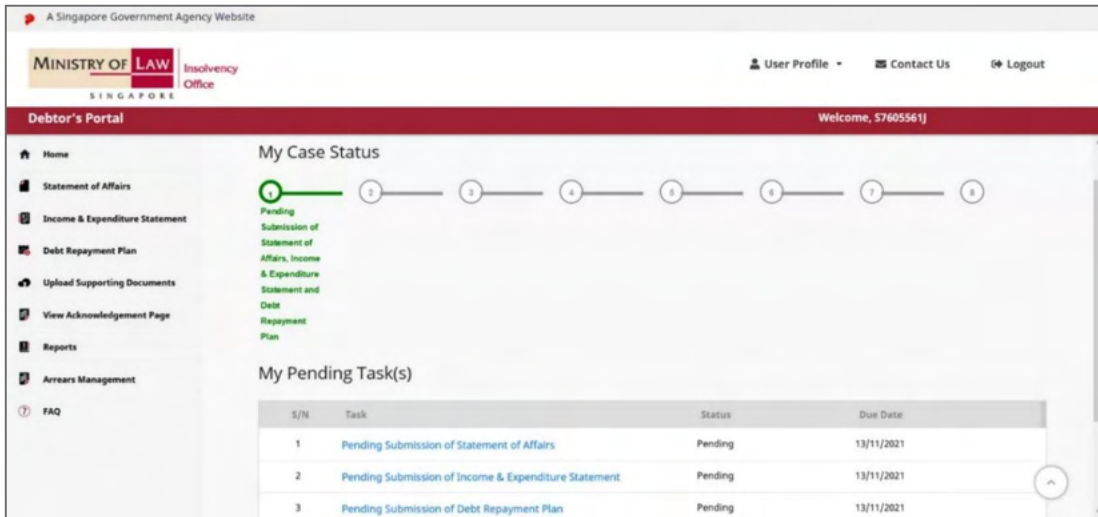 A Singapore Government Agency Website
MINISTRY OF LAW
SINGAPORE
Insolvency
Office
User Profile
Contact Us
Logout
Debtor's Portal
Welcome, S7605561J
Home
Statement of Affairs
Income & Expenditure Statement
Debt Repayment Plan
Upload Supporting Documents
View Acknowledgement Page
Reports
Arrears Management
FAQ
My Case Status
1 2 3 4 5 6 7 8
Pending
Submission of
Statement of
Affairs, Income
& Expenditure
Statement and
Debt
Repayment
Plan
My Pending Task(s)
S/N Task Status Due Date
1 Pending Submission of Statement of Affairs Pending 13/11/2021
2 Pending Submission of Income & Expenditure Statement Pending 13/11/2021
3 Pending Submission of Debt Repayment Plan Pending 13/11/2021